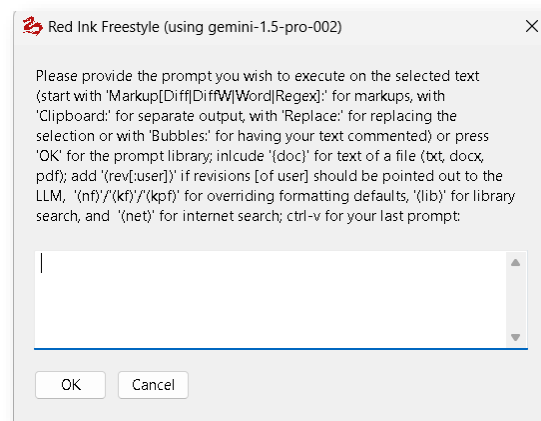 Red Ink Freestyle (using gemini-1.5-pro-002)
Please provide the prompt you wish to execute on the selected text
(start with 'Markup[Diff|DiffW|Word|Regex]:' for markups, with
'Clipboard:' for separate output, with 'Replace:' for replacing the
selection or with 'Bubbles:' for having your text commented) or press
'OK' for the prompt library; inlcude '{doc}' for text of a file (txt, docx,
pdf); add '(rev[:user])' if revisions [of user] should be pointed out to the
LLM, '(nf)'/'(kf)'/'(kpf)' for overriding formatting defaults, '(lib)' for library
search, and '(net)' for internet search; ctrl-v for your last prompt:
OK Cancel